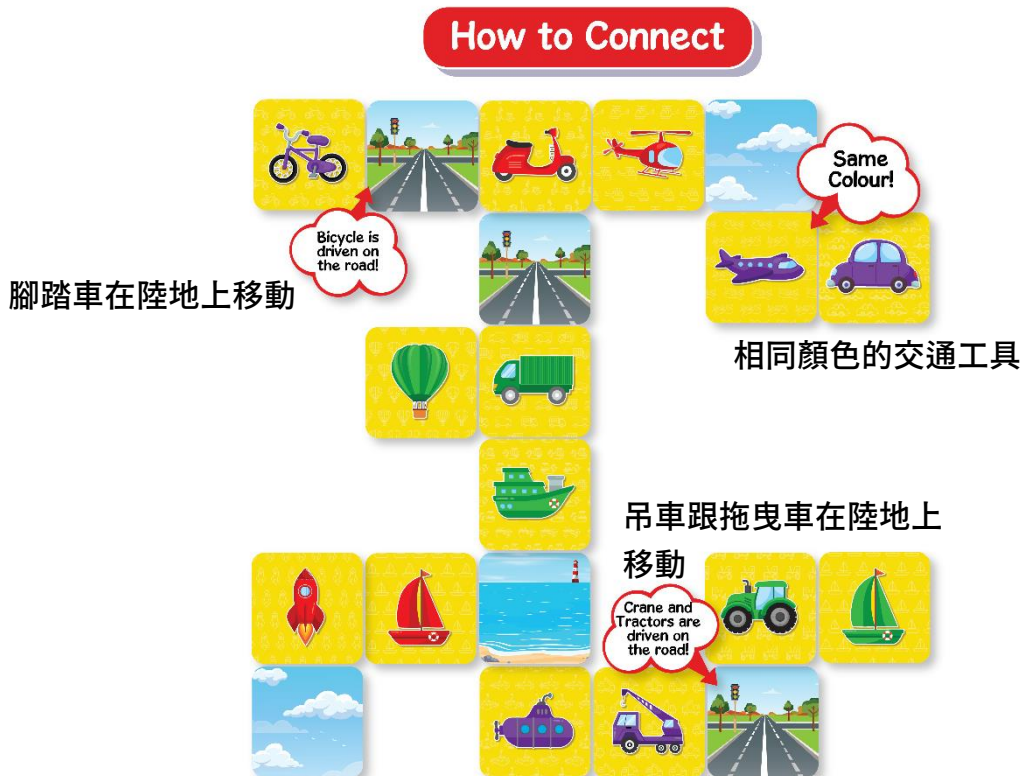 How to Connect
Same
Colour!
Bicycle is
driven on
the road!
腳踏車在陸地上移動
相同顏色的交通工具
吊車跟拖曳車在陸地上
移動
Crane and
Tractors are
driven on
the road!